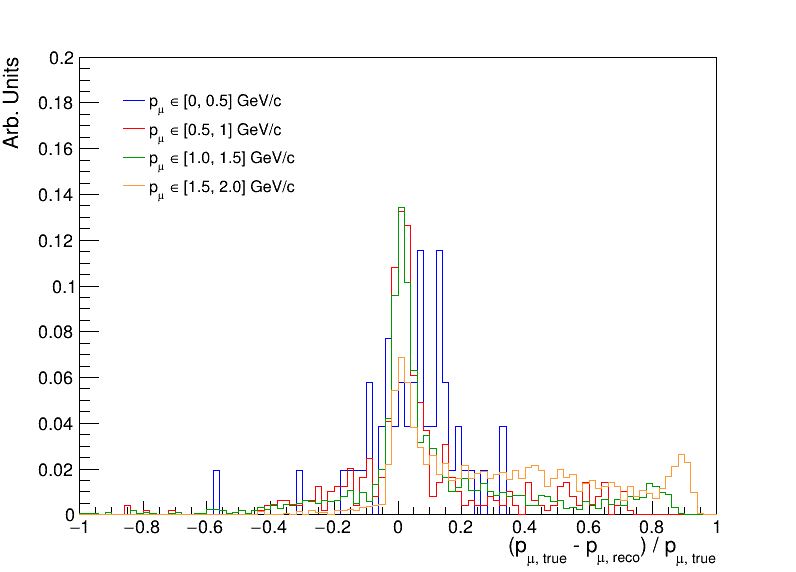 Arb. Units
0.2
0.18
0.16
0.14
0.12
0.1
0.08
0.06
0.04
0.02
0
p_μ ∈ [0, 0.5] GeV/c
p_μ ∈ [0.5, 1] GeV/c
p_μ ∈ [1.0, 1.5] GeV/c
p_μ ∈ [1.5, 2.0] GeV/c
−1 −0.8 −0.6 −0.4 −0.2 0 0.2 0.4 0.6 0.8 1
(p_μ, true - p_μ, reco) / p_μ, true